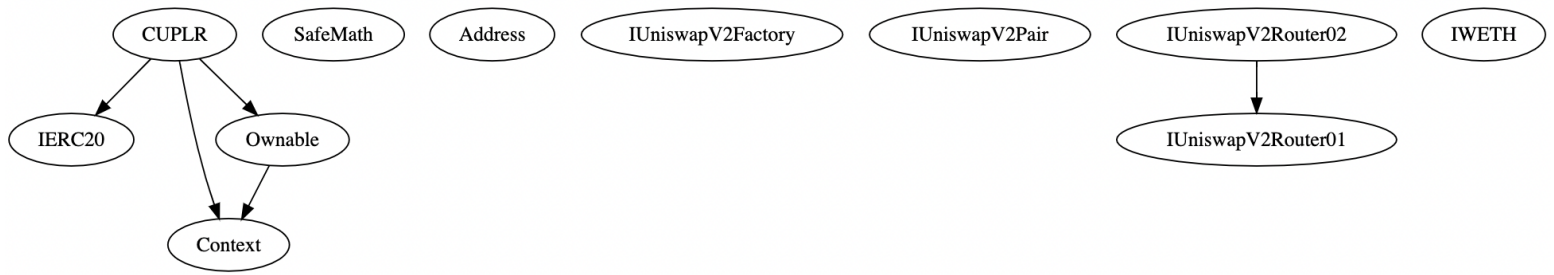 CUPLR
SafeMath
Address
IUniswapV2Factory
IUniswapV2Pair
IUniswapV2Router02
IWETH
IERC20
Ownable
IUniswapV2Router01
Context